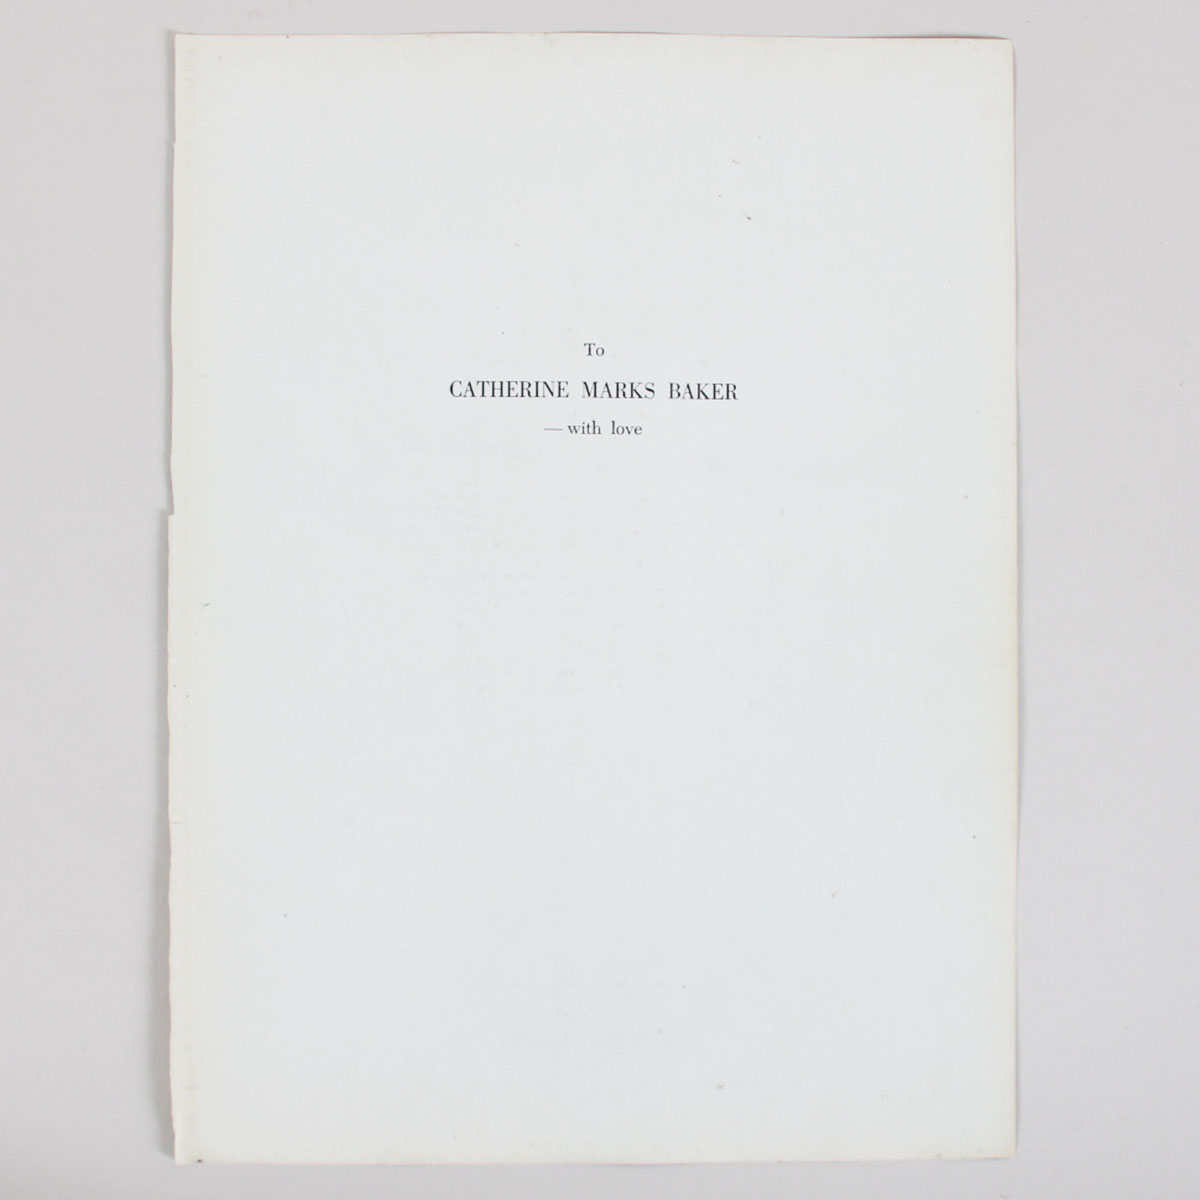 To
CATHERINE MARKS BAKER
— with love